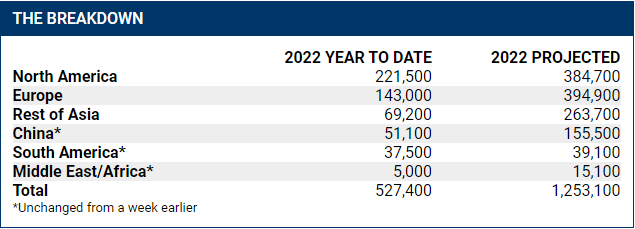 THE BREAKDOWN
2022 YEAR TO DATE 2022 PROJECTED
North America 221,500 384,700
Europe 143,000 394,900
Rest of Asia 69,200 263,700
China* 51,100 155,500
South America* 37,500 39,100
Middle East/Africa* 5,000 15,100
Total 527,400 1,253,100
*Unchanged from a week earlier